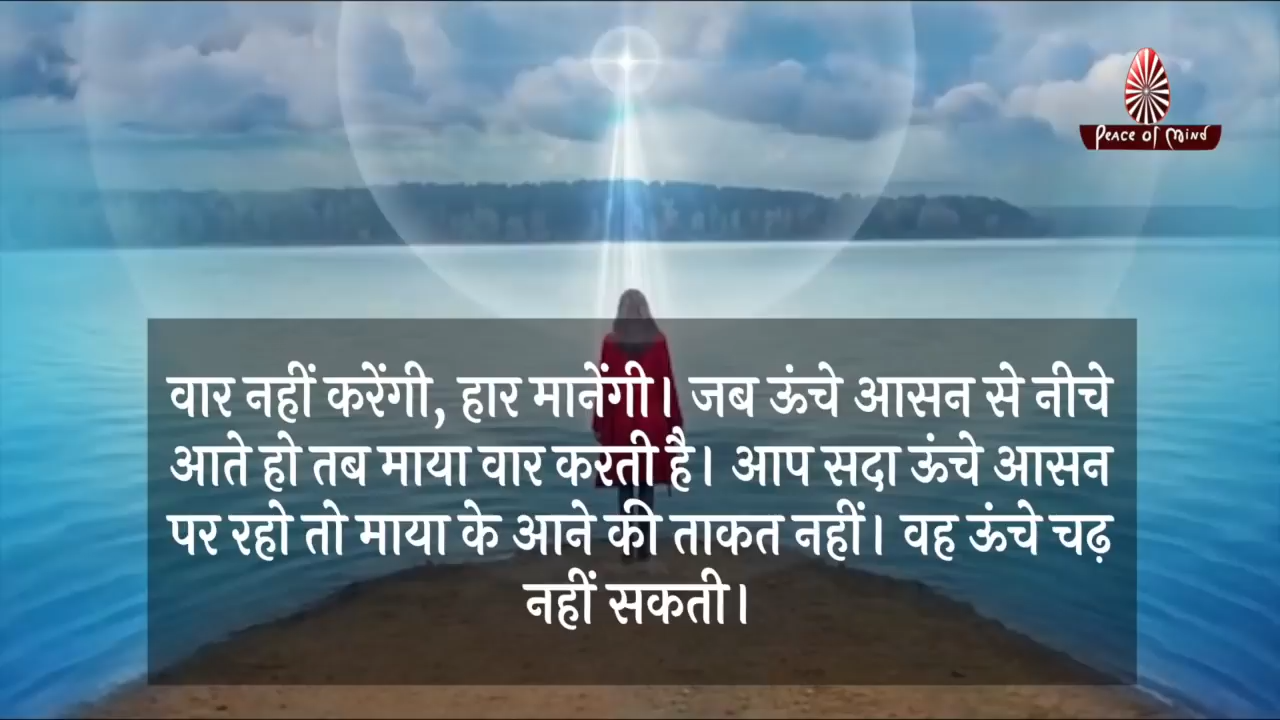 Peace of Mind
वार नहीं करेंगी, हार मानेंगी। जब ऊंचे आसन से नीचे
आते हो तब माया वार करती है। आप सदा ऊंचे आसन
पर रहो तो माया के आने की ताकत नहीं। वह ऊंचे चढ़
नहीं सकती।